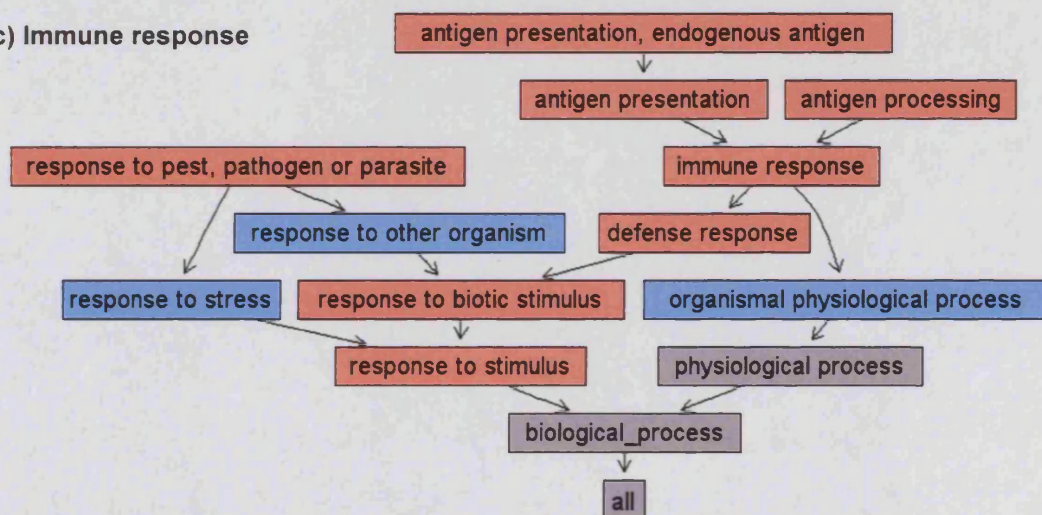 c) Immune response
antigen presentation, endogenous antigen
antigen presentation
antigen processing
response to pest, pathogen or parasite
immune response
response to other organism
defense response
response to stress
response to biotic stimulus
organismal physiological process
response to stimulus
physiological process
biological_process
all